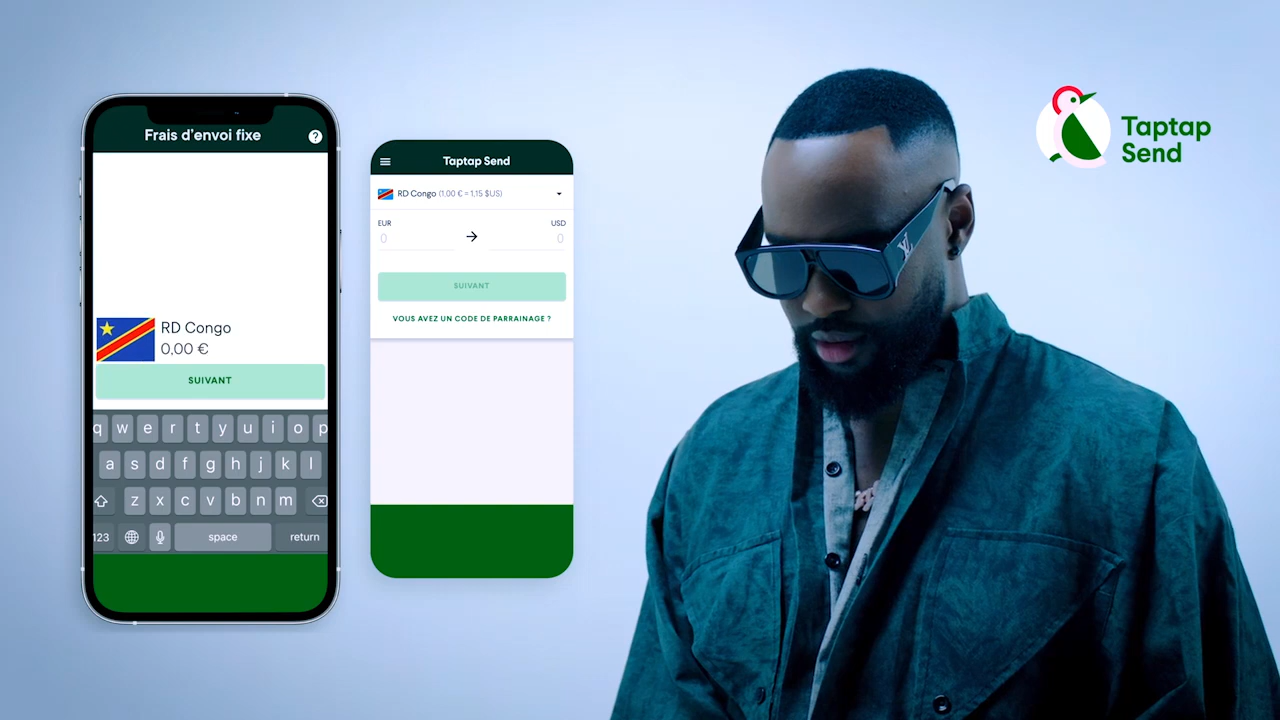 Frais d'envoi fixe
?
RD Congo
0,00 €
SUIVANT
q w e r t y u i o p
a s d f g h j k l
z x c v b n m
123
space
return
Taptap Send
RD Congo (1,00 € = 1,15 $US)
EUR
USD
0
0
SUIVANT
VOUS AVEZ UN CODE DE PARRAINAGE ?
LV
Taptap
Send